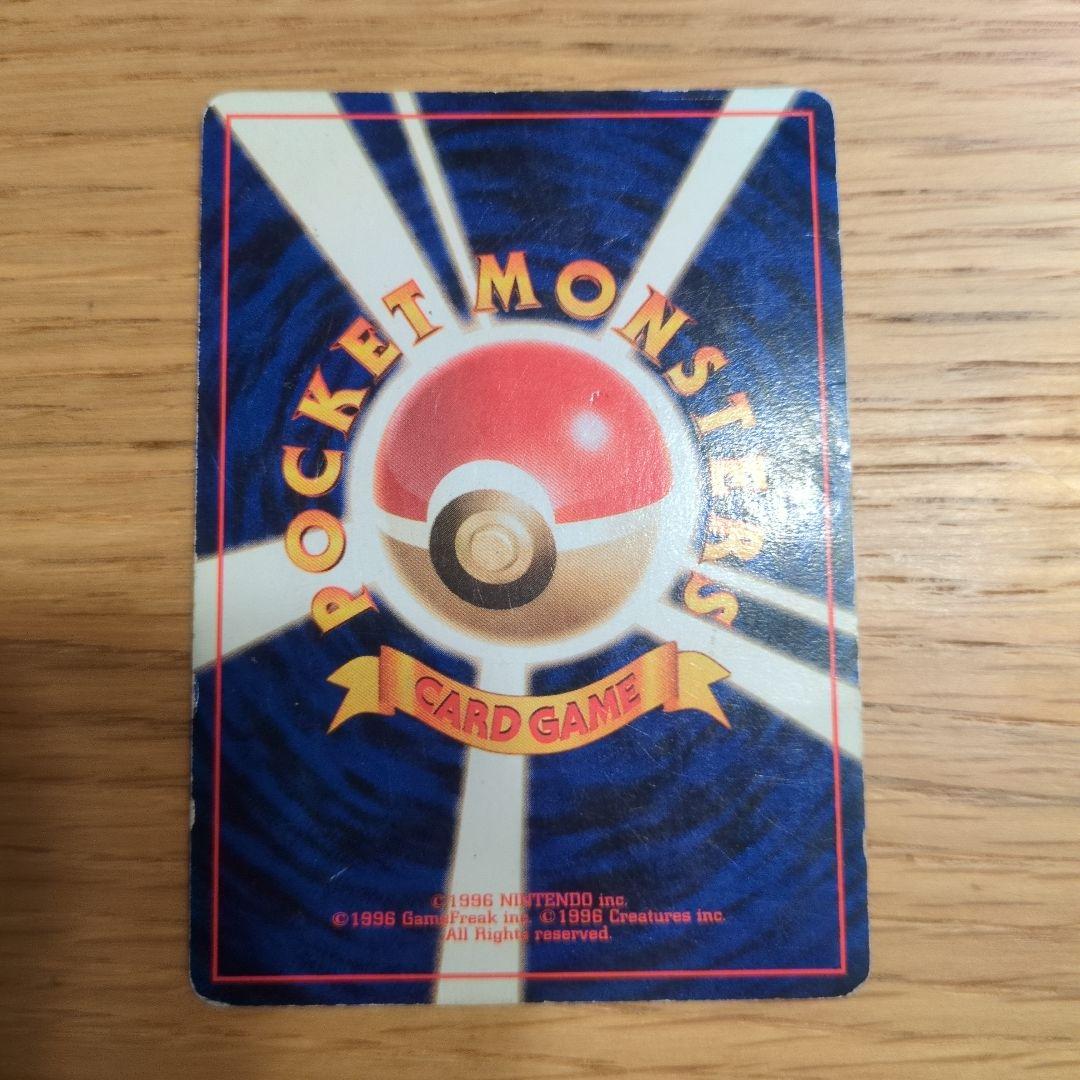 POCKET MONSTERS
CARD GAME
©1996 NINTENDO inc.
©1996 GameFreak inc. ©1996 Creatures inc.
All Rights reserved.